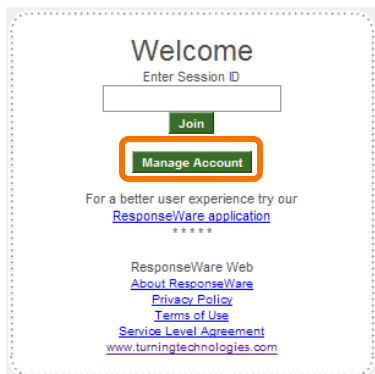 Welcome
Enter Session ID
Join
Manage Account
For a better user experience try our
ResponseWare application
* * * * *
ResponseWare Web
About ResponseWare
Privacy Policy
Terms of Use
Service Level Agreement
www.turningtechnologies.com